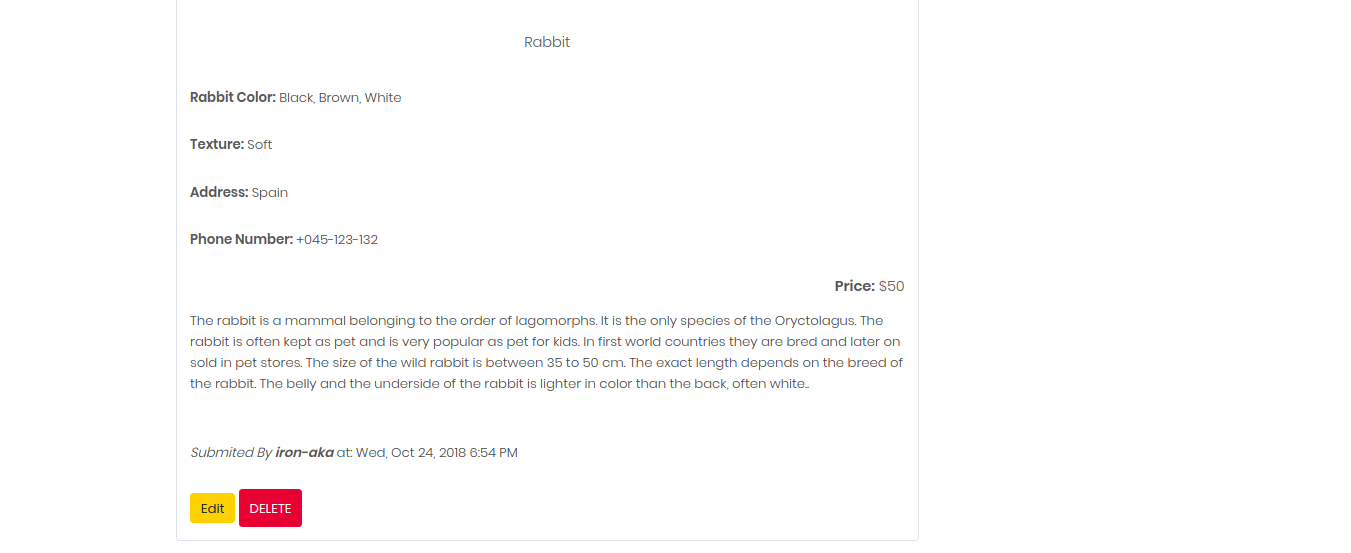 Rabbit
Rabbit Color: Black, Brown, White
Texture: Soft
Address: Spain
Phone Number: +045-123-132
Price: $50
The rabbit is a mammal belonging to the order of lagomorphs. It is the only species of the Oryctolagus. The
rabbit is often kept as pet and is very popular as pet for kids. In first world countries they are bred and later on
sold in pet stores. The size of the wild rabbit is between 35 to 50 cm. The exact length depends on the breed of
the rabbit. The belly and the underside of the rabbit is lighter in color than the back, often white..
Submited By iron-aka at: Wed, Oct 24, 2018 6:54 PM
Edit DELETE